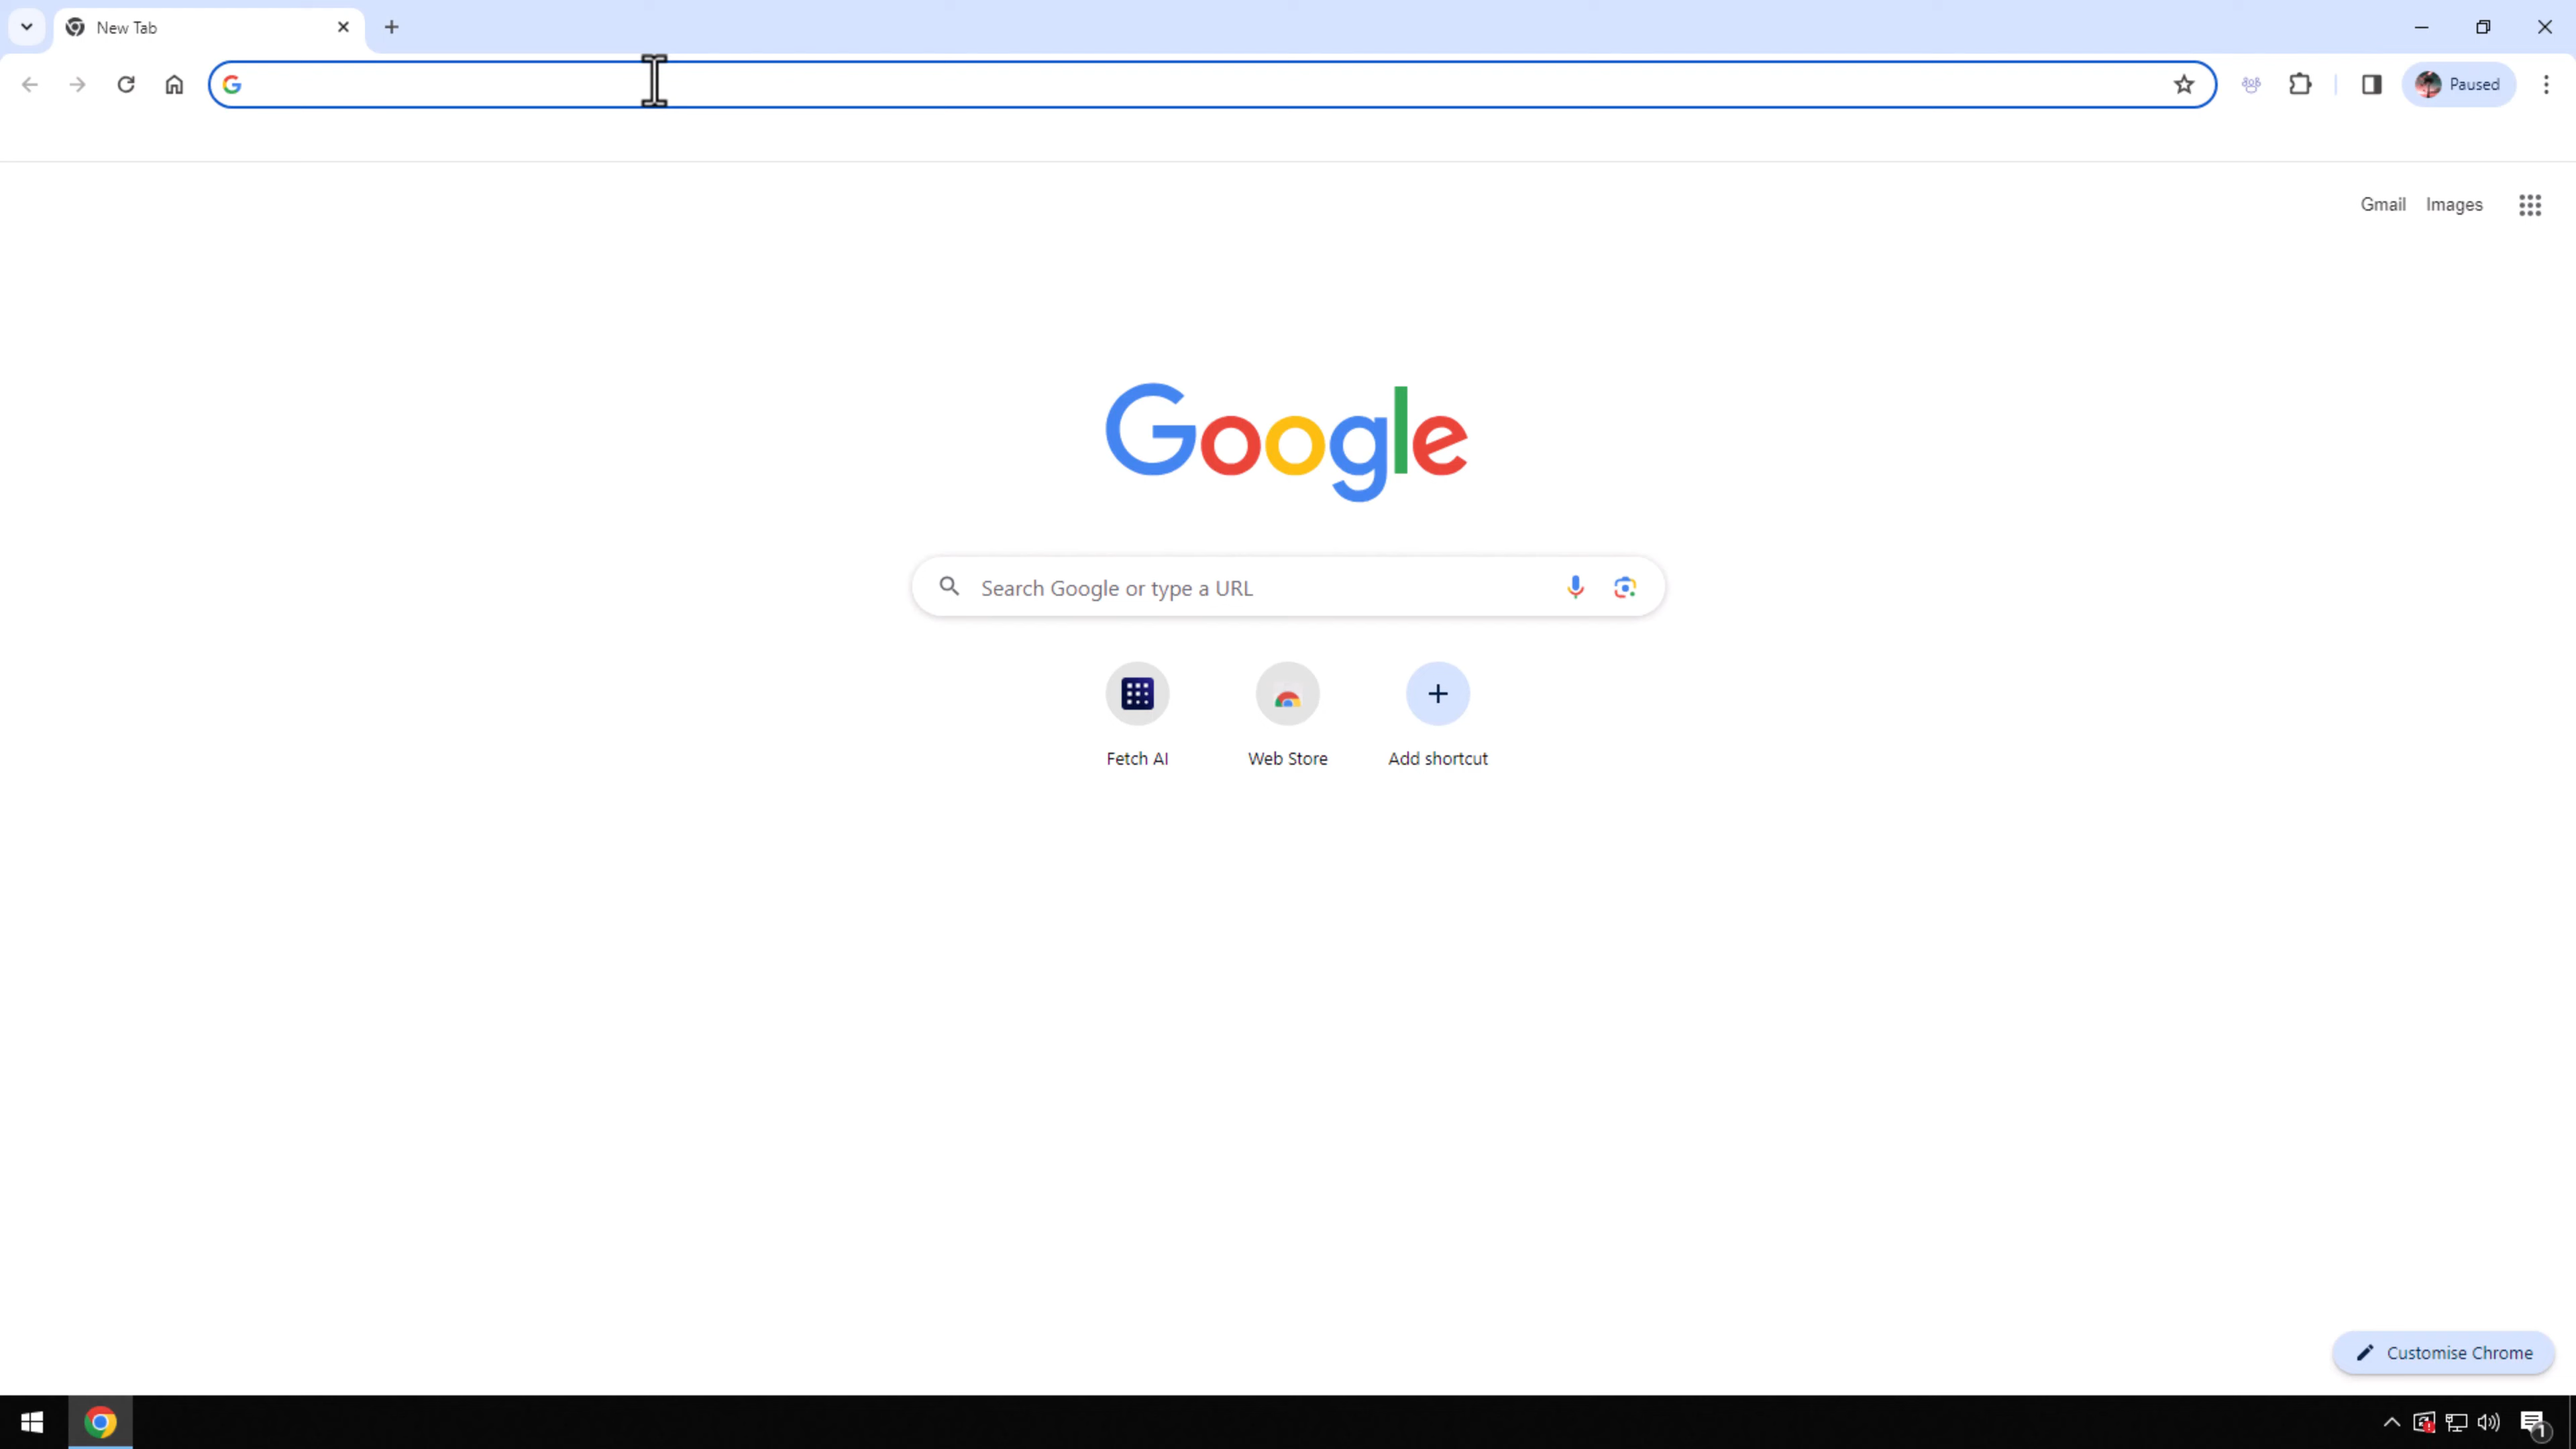 New Tab
Paused
Gmail Images
Google
Search Google or type a URL
Fetch AI
Web Store
Add shortcut
Customise Chrome
1